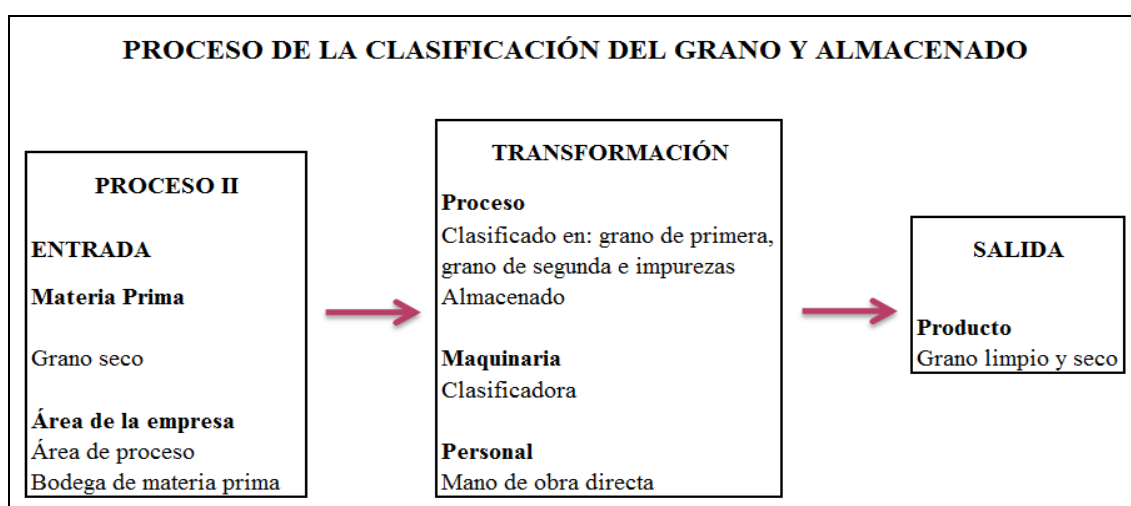 PROCESO DE LA CLASIFICACIÓN DEL GRANO Y ALMACENADO
PROCESO II
ENTRADA
Materia Prima
Grano seco
Área de la empresa
Área de proceso
Bodega de materia prima
TRANSFORMACIÓN
Proceso
Clasificado en: grano de primera,
grano de segunda e impurezas
Almacenado
Maquinaria
Clasificadora
Personal
Mano de obra directa
SALIDA
Producto
Grano limpio y seco